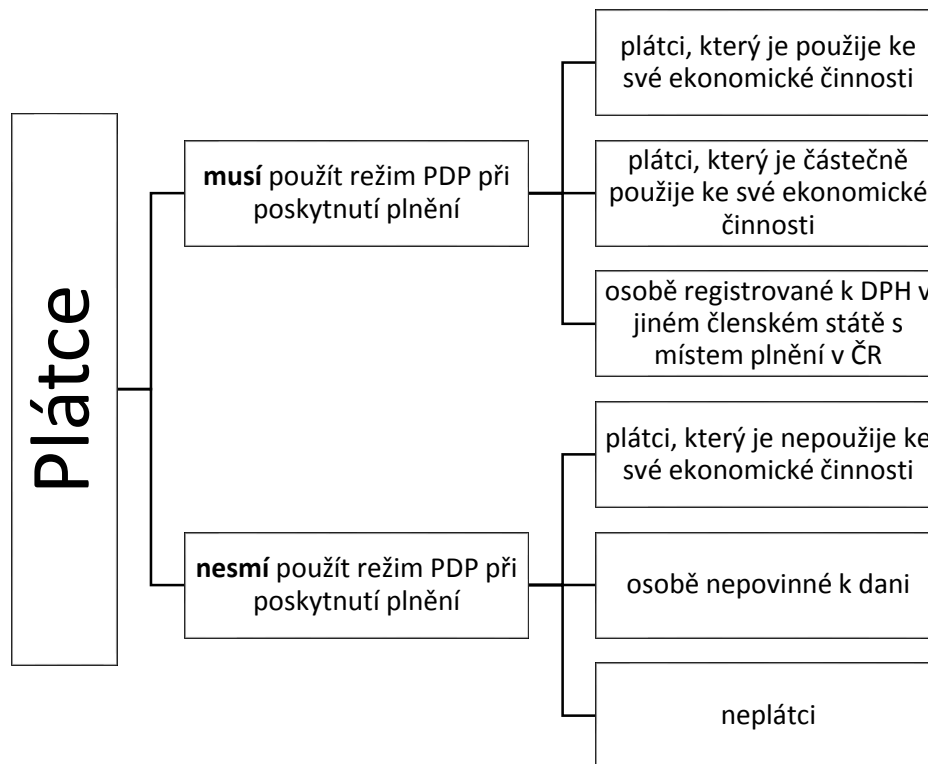 Plátce
musí použít režim PDP při
poskytnutí plnění
plátci, který je použije ke
své ekonomické činnosti
plátci, který je částečně
použije ke své ekonomické
činnosti
osobě registrované k DPH v
jiném členském státě s
místem plnění v ČR
nesmí použít režim PDP při
poskytnutí plnění
plátci, který je nepoužije ke
své ekonomické činnosti
osobě nepovinné k dani
neplátci